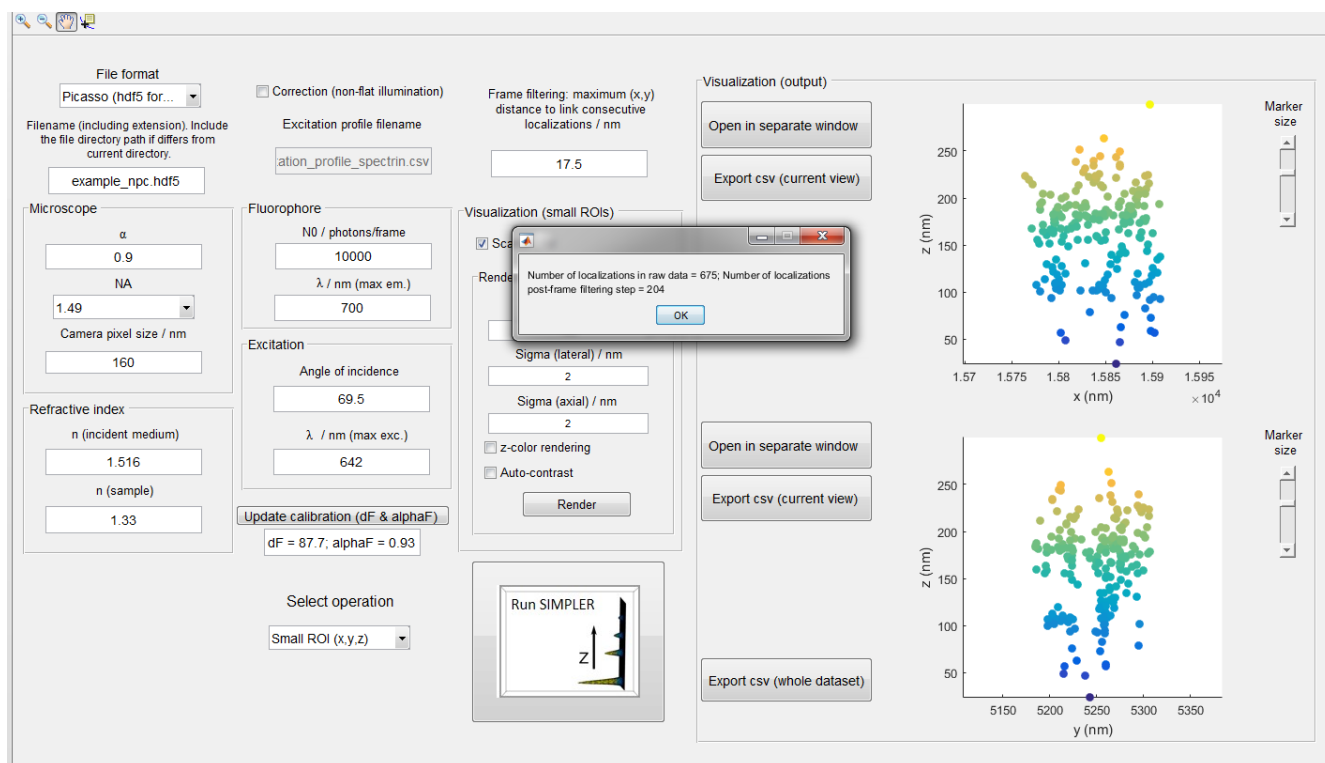 File format
Picasso (hdf5 for...
Filename (including extension). Include
the file directory path if differs from
current directory.
example_npc.hdf5
Microscope
α
0.9
NA
1.49
Camera pixel size / nm
160
Refractive index
n (incident medium)
1.516
n (sample)
1.33
Correction (non-flat illumination)
Excitation profile filename
ation_profile_spectrin.csv
Fluorophore
N0 / photons/frame
10000
λ / nm (max em.)
700
Excitation
Angle of incidence
69.5
λ / nm (max exc.)
642
Update calibration (dF & alphaF)
dF = 87.7; alphaF = 0.93
Select operation
Small ROI (x,y,z)
Frame filtering: maximum (x,y)
distance to link consecutive
localizations / nm
17.5
Visualization (small ROIs)
Sca
Rende
Number of localizations in raw data = 675; Number of localizations
post-frame filtering step = 204
OK
Sigma (lateral) / nm
2
Sigma (axial) / nm
2
z-color rendering
Auto-contrast
Render
Run SIMPLER
Z
Visualization (output)
Open in separate window
Export csv (current view)
Open in separate window
Export csv (current view)
Export csv (whole dataset)
250
200
150
100
50
z (nm)
1.57 1.575 1.58 1.585 1.59 1.595
x (nm)
×10⁴
Marker
size
250
200
150
100
50
z (nm)
5150 5200 5250 5300 5350
y (nm)
Marker
size